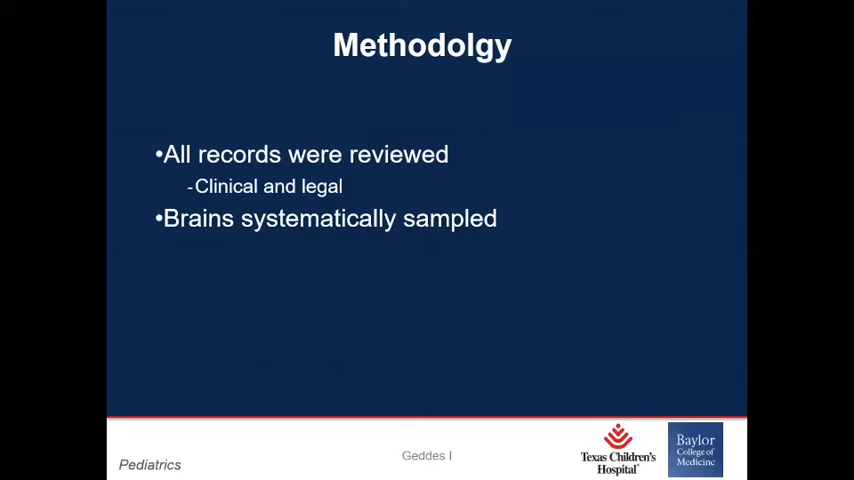 Methodolgy
•All records were reviewed
-Clinical and legal
•Brains systematically sampled
Pediatrics
Geddes I
Texas Children's
Hospital
Baylor
College of
Medicine